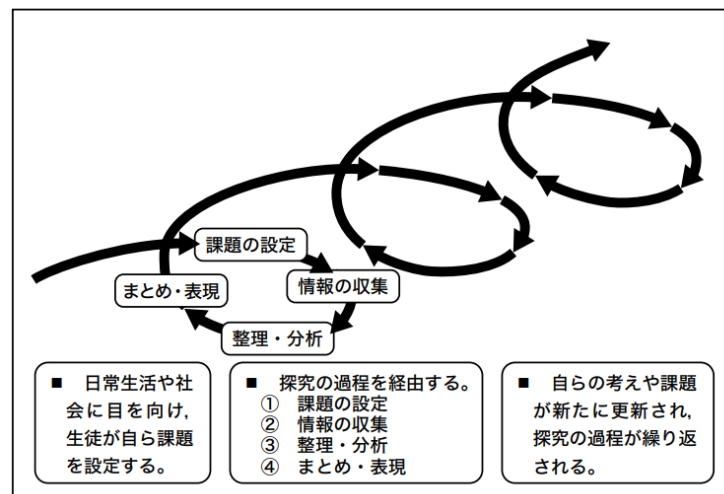 課題の設定
情報の収集
まとめ・表現
整理・分析
■ 日常生活や社
会に目を向け,
生徒が自ら課題
を設定する。
■ 探究の過程を経由する。
① 課題の設定
② 情報の収集
③ 整理・分析
④ まとめ・表現
■ 自らの考えや課題
が新たに更新され,
探究の過程が繰り返
される。